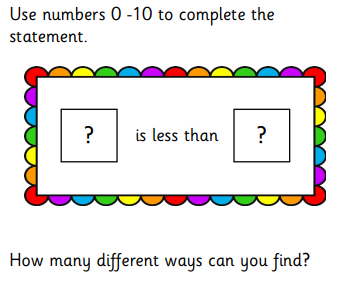 Use numbers 0 -10 to complete the
statement.
? is less than ?
How many different ways can you find?